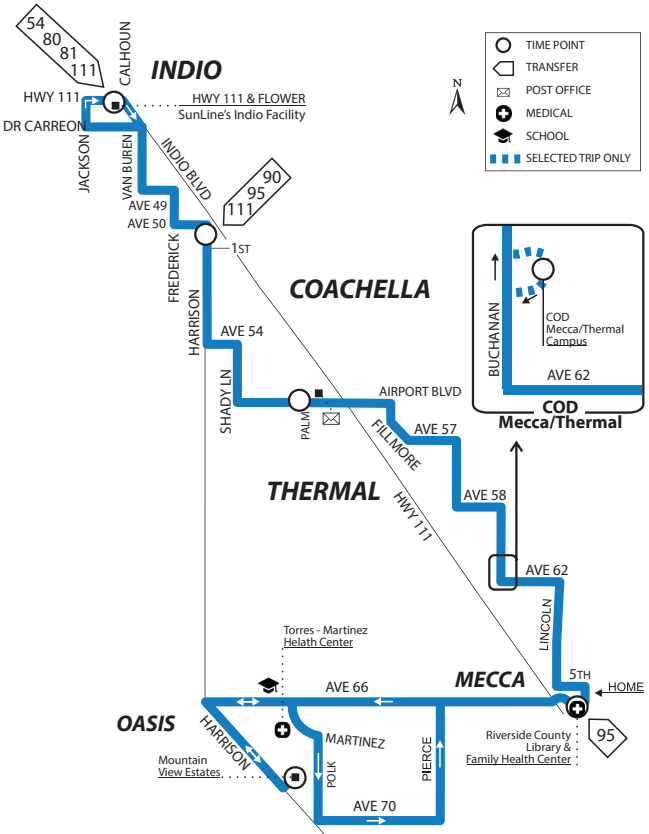 54
80
81
111
CALHOUN
INDIO
HWY 111
HWY 111 & FLOWER
SunLine's Indio Facility
DR CARREON
JACKSON
VAN BUREN
INDIO BLVD
AVE 49
AVE 50
90
95
111
FREDERICK
1ST
N
TIME POINT
TRANSFER
POST OFFICE
MEDICAL
SCHOOL
SELECTED TRIP ONLY
COACHELLA
HARRISON
AVE 54
SHADY LN
PALM
AIRPORT BLVD
FILLMORE
AVE 57
BUCHANAN
COD
Mecca/Thermal
Campus
AVE 62
COD
Mecca/Thermal
THERMAL
HWY 111
AVE 58
AVE 62
LINCOLN
Torres - Martinez
Helath Center
5TH
HOME
MECCA
AVE 66
OASIS
HARRISON
MARTINEZ
Mountain
View Estates
POLK
PIERCE
AVE 70
Riverside County
Library &
Family Health Center
95